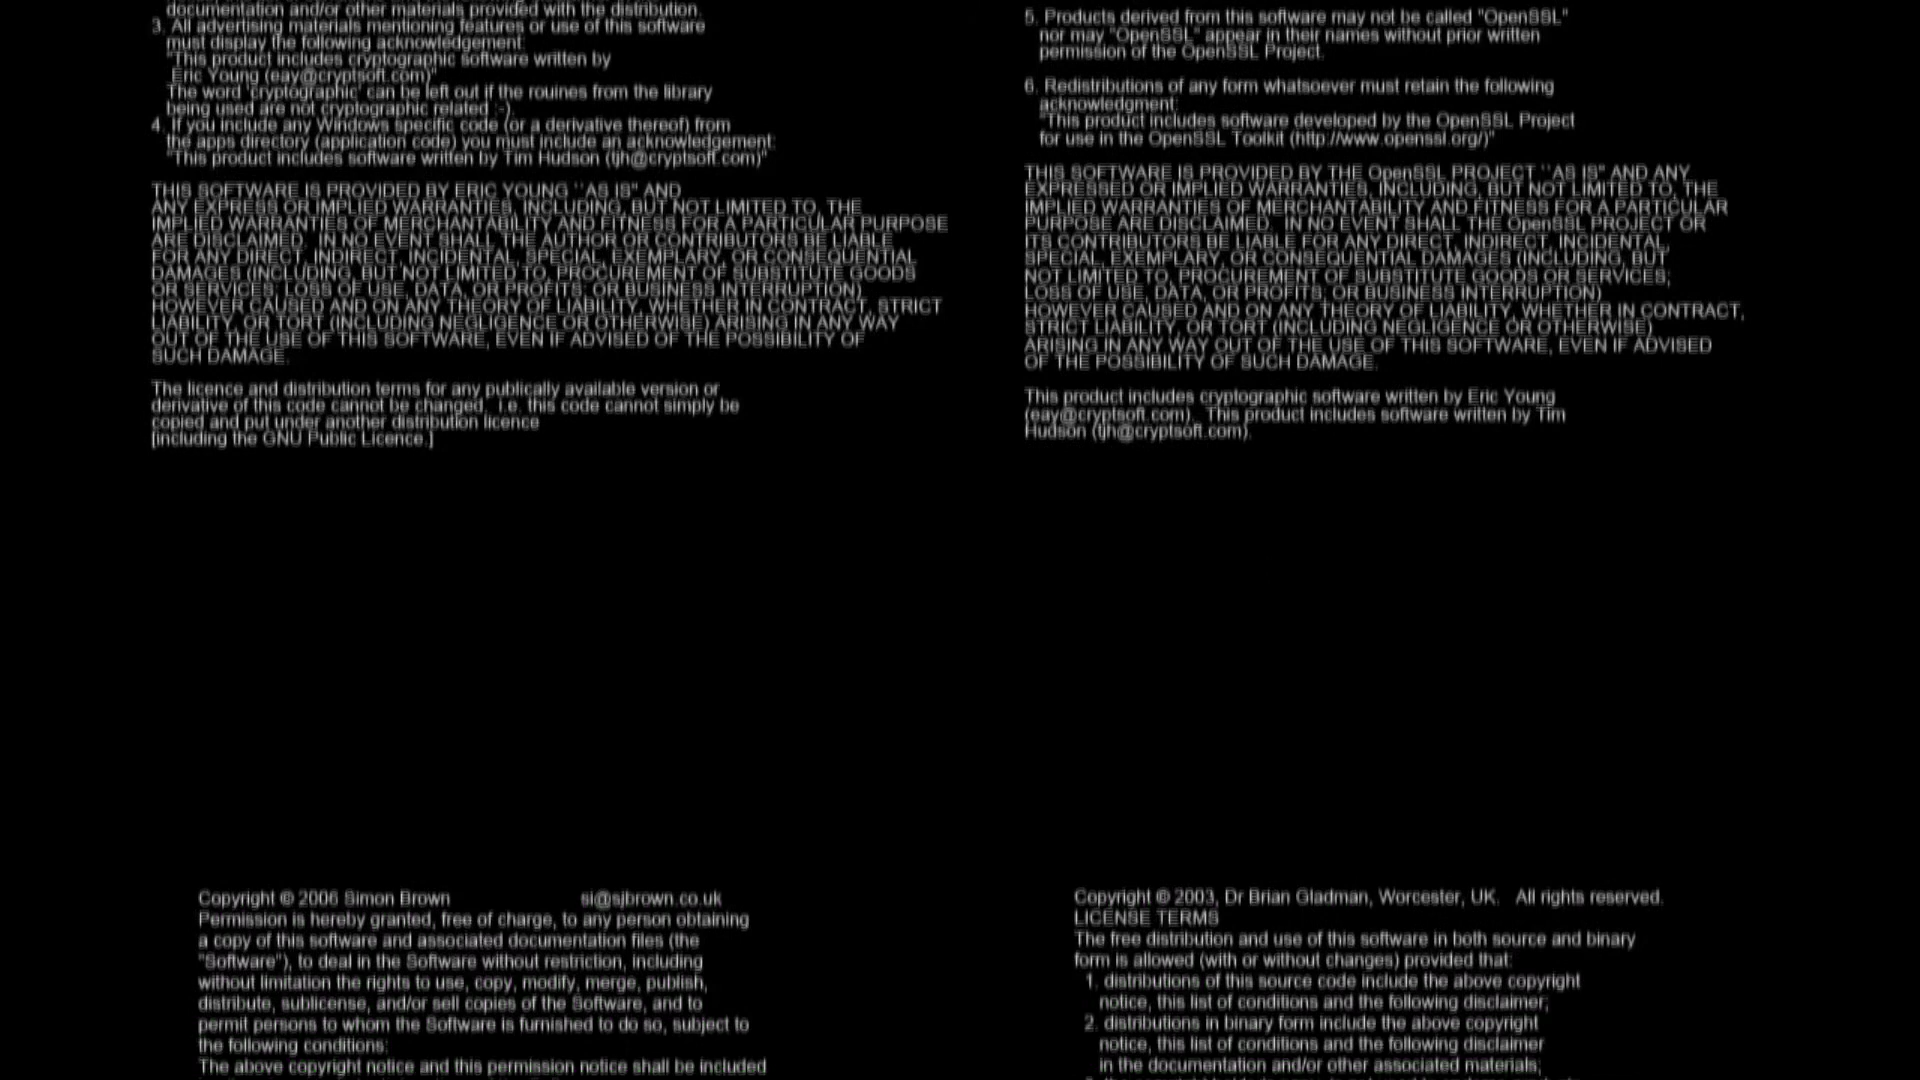 documentation and/or other materials provided with the distribution.
3. All advertising materials mentioning features or use of this software
must display the following acknowledgement:
"This product includes cryptographic software written by
Eric Young (eay@cryptsoft.com)"
The word 'cryptographic' can be left out if the rouines from the library
being used are not cryptographic related :-).
4. If you include any Windows specific code (or a derivative thereof) from
the apps directory (application code) you must include an acknowledgement:
"This product includes software written by Tim Hudson (tjh@cryptsoft.com)"
THIS SOFTWARE IS PROVIDED BY ERIC YOUNG ``AS IS'' AND
ANY EXPRESS OR IMPLIED WARRANTIES, INCLUDING, BUT NOT LIMITED TO, THE
IMPLIED WARRANTIES OF MERCHANTABILITY AND FITNESS FOR A PARTICULAR PURPOSE
ARE DISCLAIMED.  IN NO EVENT SHALL THE AUTHOR OR CONTRIBUTORS BE LIABLE
FOR ANY DIRECT, INDIRECT, INCIDENTAL, SPECIAL, EXEMPLARY, OR CONSEQUENTIAL
DAMAGES (INCLUDING, BUT NOT LIMITED TO, PROCUREMENT OF SUBSTITUTE GOODS
OR SERVICES; LOSS OF USE, DATA, OR PROFITS; OR BUSINESS INTERRUPTION)
HOWEVER CAUSED AND ON ANY THEORY OF LIABILITY, WHETHER IN CONTRACT, STRICT
LIABILITY, OR TORT (INCLUDING NEGLIGENCE OR OTHERWISE) ARISING IN ANY WAY
OUT OF THE USE OF THIS SOFTWARE, EVEN IF ADVISED OF THE POSSIBILITY OF
SUCH DAMAGE.
The licence and distribution terms for any publically available version or
derivative of this code cannot be changed.  i.e. this code cannot simply be
copied and put under another distribution licence
[including the GNU Public Licence.]
5. Products derived from this software may not be called "OpenSSL"
nor may "OpenSSL" appear in their names without prior written
permission of the OpenSSL Project.
6. Redistributions of any form whatsoever must retain the following
acknowledgment:
"This product includes software developed by the OpenSSL Project
for use in the OpenSSL Toolkit (http://www.openssl.org/)"
THIS SOFTWARE IS PROVIDED BY THE OpenSSL PROJECT ``AS IS'' AND ANY
EXPRESSED OR IMPLIED WARRANTIES, INCLUDING, BUT NOT LIMITED TO, THE
IMPLIED WARRANTIES OF MERCHANTABILITY AND FITNESS FOR A PARTICULAR
PURPOSE ARE DISCLAIMED.  IN NO EVENT SHALL THE OpenSSL PROJECT OR
ITS CONTRIBUTORS BE LIABLE FOR ANY DIRECT, INDIRECT, INCIDENTAL,
SPECIAL, EXEMPLARY, OR CONSEQUENTIAL DAMAGES (INCLUDING, BUT
NOT LIMITED TO, PROCUREMENT OF SUBSTITUTE GOODS OR SERVICES;
LOSS OF USE, DATA, OR PROFITS; OR BUSINESS INTERRUPTION)
HOWEVER CAUSED AND ON ANY THEORY OF LIABILITY, WHETHER IN CONTRACT,
STRICT LIABILITY, OR TORT (INCLUDING NEGLIGENCE OR OTHERWISE)
ARISING IN ANY WAY OUT OF THE USE OF THIS SOFTWARE, EVEN IF ADVISED
OF THE POSSIBILITY OF SUCH DAMAGE.
This product includes cryptographic software written by Eric Young
(eay@cryptsoft.com).  This product includes software written by Tim
Hudson (tjh@cryptsoft.com).
Copyright © 2006 Simon Brown si@sjbrown.co.uk
Permission is hereby granted, free of charge, to any person obtaining
a copy of this software and associated documentation files (the
"Software"), to deal in the Software without restriction, including
without limitation the rights to use, copy, modify, merge, publish,
distribute, sublicense, and/or sell copies of the Software, and to
permit persons to whom the Software is furnished to do so, subject to
the following conditions:
The above copyright notice and this permission notice shall be included
Copyright © 2003, Dr Brian Gladman, Worcester, UK.   All rights reserved.
LICENSE TERMS
The free distribution and use of this software in both source and binary
form is allowed (with or without changes) provided that:
1. distributions of this source code include the above copyright
notice, this list of conditions and the following disclaimer;
2. distributions in binary form include the above copyright
notice, this list of conditions and the following disclaimer
in the documentation and/or other associated materials;